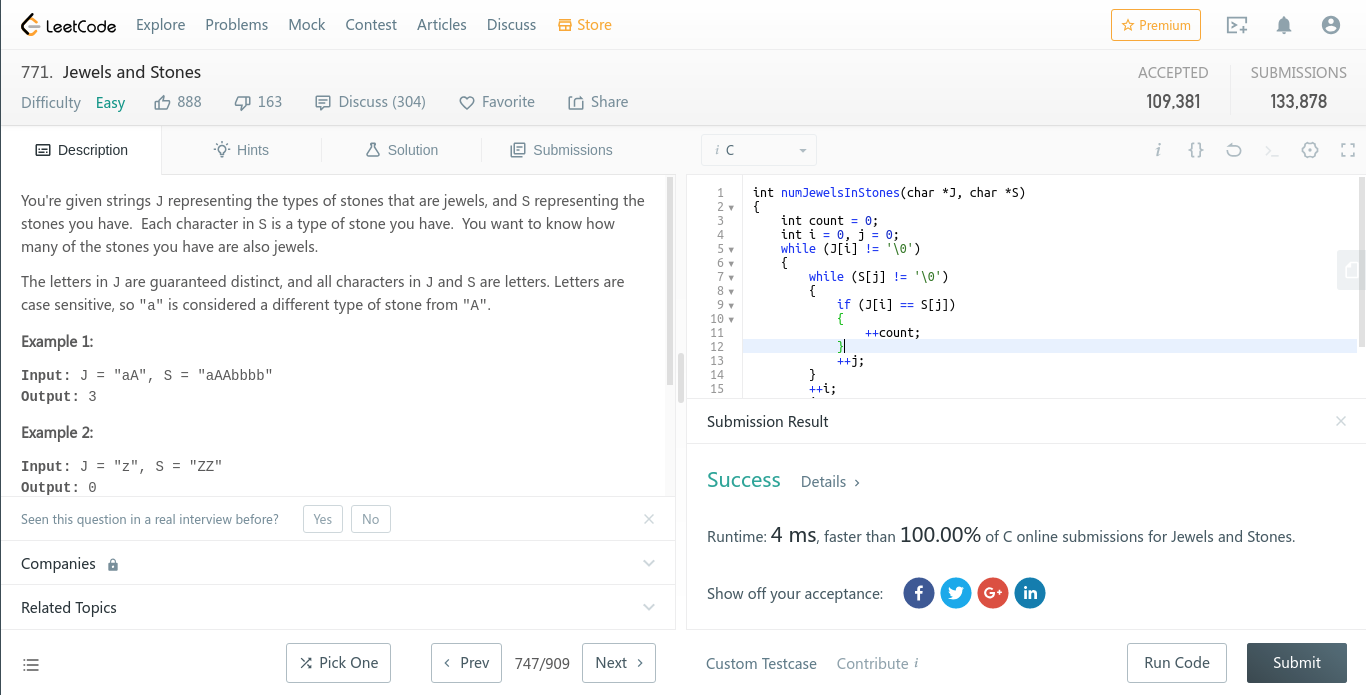 LeetCode Explore Problems Mock Contest Articles Discuss Store Premium
771. Jewels and Stones
ACCEPTED SUBMISSIONS
Difficulty Easy 888 163 Discuss (304) Favorite Share
109,381 133,878
Description Hints Solution Submissions
i C
i {}
You're given strings J representing the types of stones that are jewels, and S representing the
stones you have. Each character in S is a type of stone you have. You want to know how
many of the stones you have are also jewels.
The letters in J are guaranteed distinct, and all characters in J and S are letters. Letters are
case sensitive, so "a" is considered a different type of stone from "A".
Example 1:
Input: J = "aA", S = "aAAbbbb"
Output: 3
Example 2:
Input: J = "z", S = "ZZ"
Output: 0
Seen this question in a real interview before? Yes No
Companies
Related Topics
Pick One Prev 747/909 Next
1 int numJewelsInStones(char *J, char *S)
2 {
3 int count = 0;
4 int i = 0, j = 0;
5 while (J[i] != '\0')
6 {
7 while (S[j] != '\0')
8 {
9 if (J[i] == S[j])
10 {
11 ++count;
12 }
13 ++j;
14 }
15 ++i;
Submission Result
Success Details ›
Runtime: 4 ms, faster than 100.00% of C online submissions for Jewels and Stones.
Show off your acceptance: f G+ in
Custom Testcase Contribute i Run Code Submit